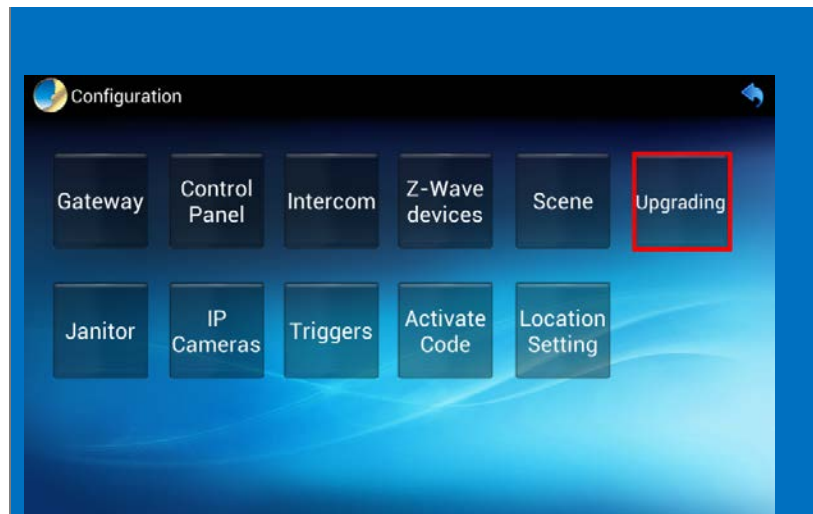 Configuration
Gateway
Control
Panel
Intercom
Z-Wave
devices
Scene
Upgrading
Janitor
IP
Cameras
Triggers
Activate
Code
Location
Setting